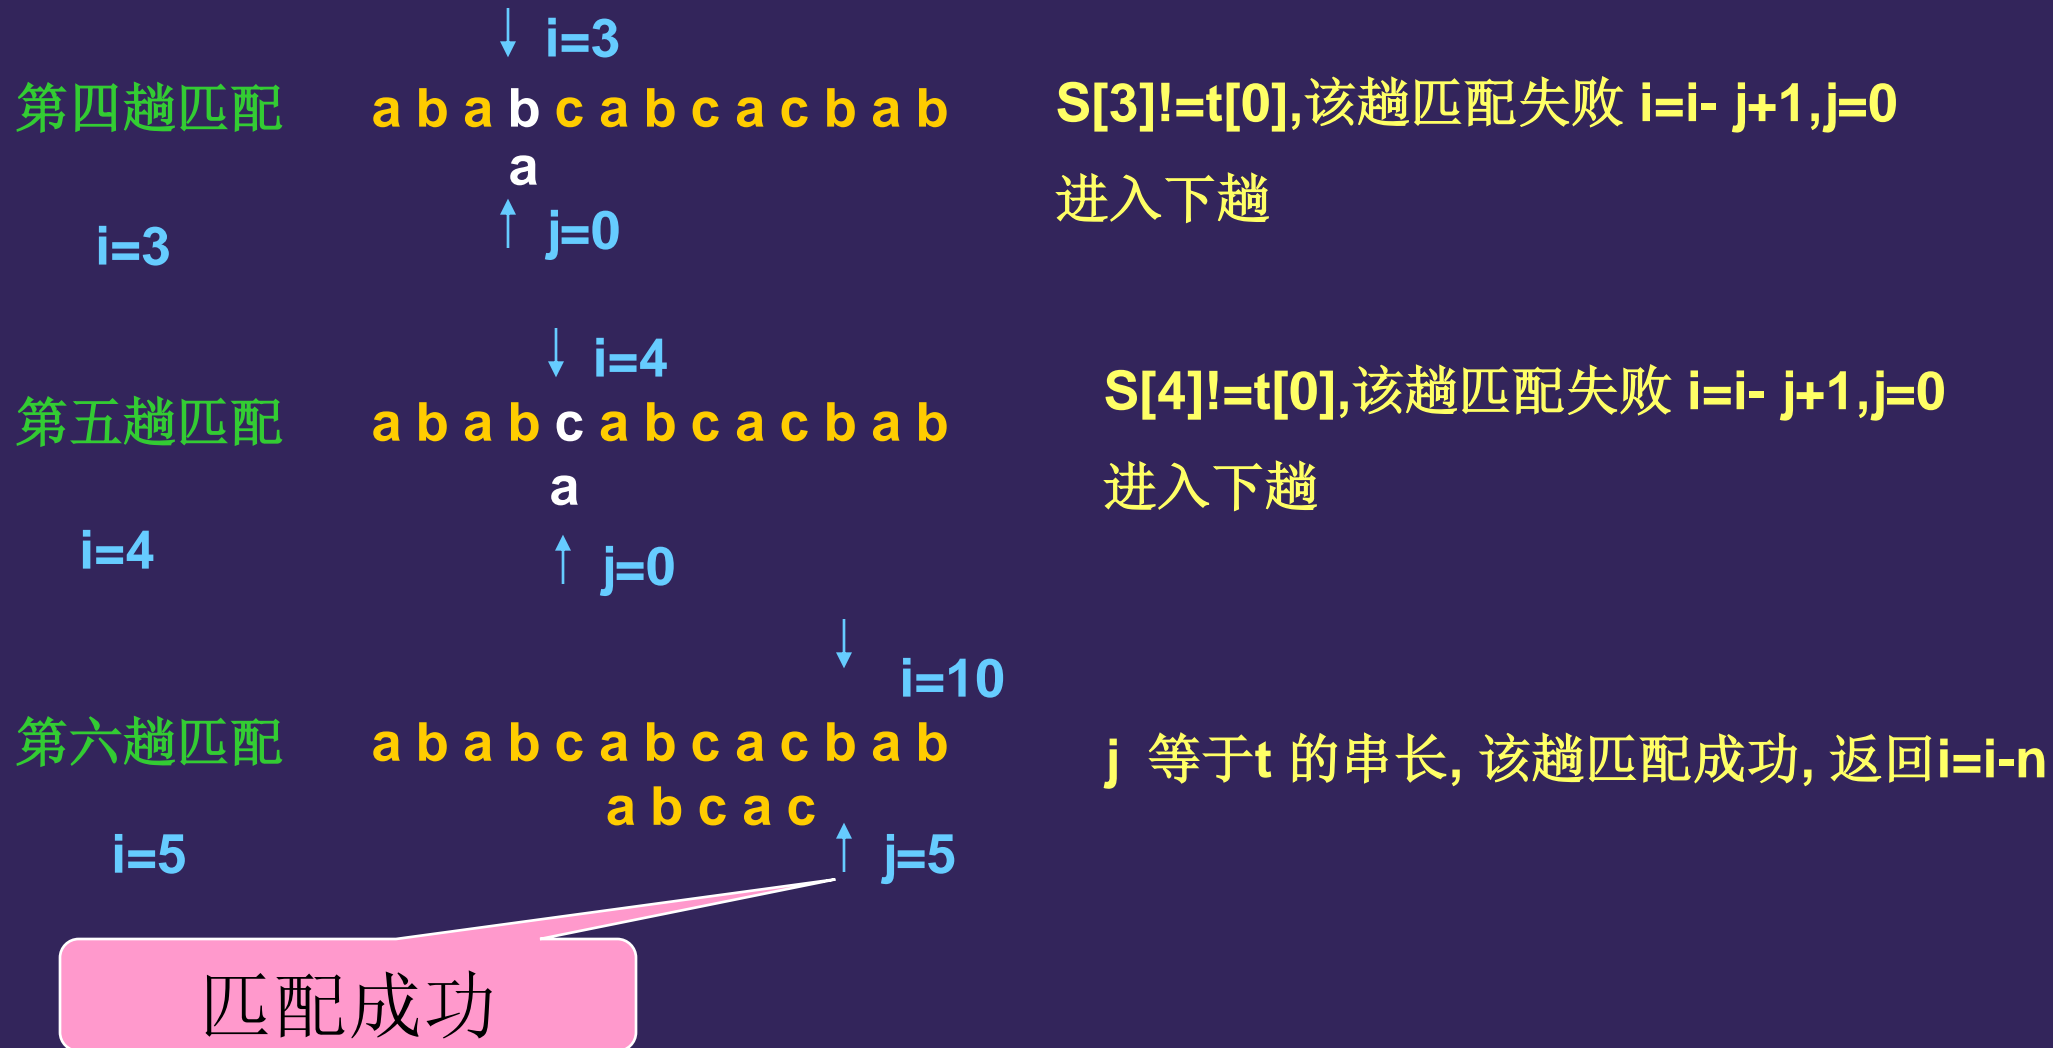 i=3
第四趟匹配 a b a b c a b c a c b a b S[3]!=t[0],该趟匹配失败 i=i- j+1,j=0
a
进入下趟
i=3 j=0
i=4
第五趟匹配 a b a b c a b c a c b a b S[4]!=t[0],该趟匹配失败 i=i- j+1,j=0
a
进入下趟
i=4 j=0
i=10
第六趟匹配 a b a b c a b c a c b a b j 等于t 的串长, 该趟匹配成功, 返回i=i-n
a b c a c
i=5 j=5
匹配成功